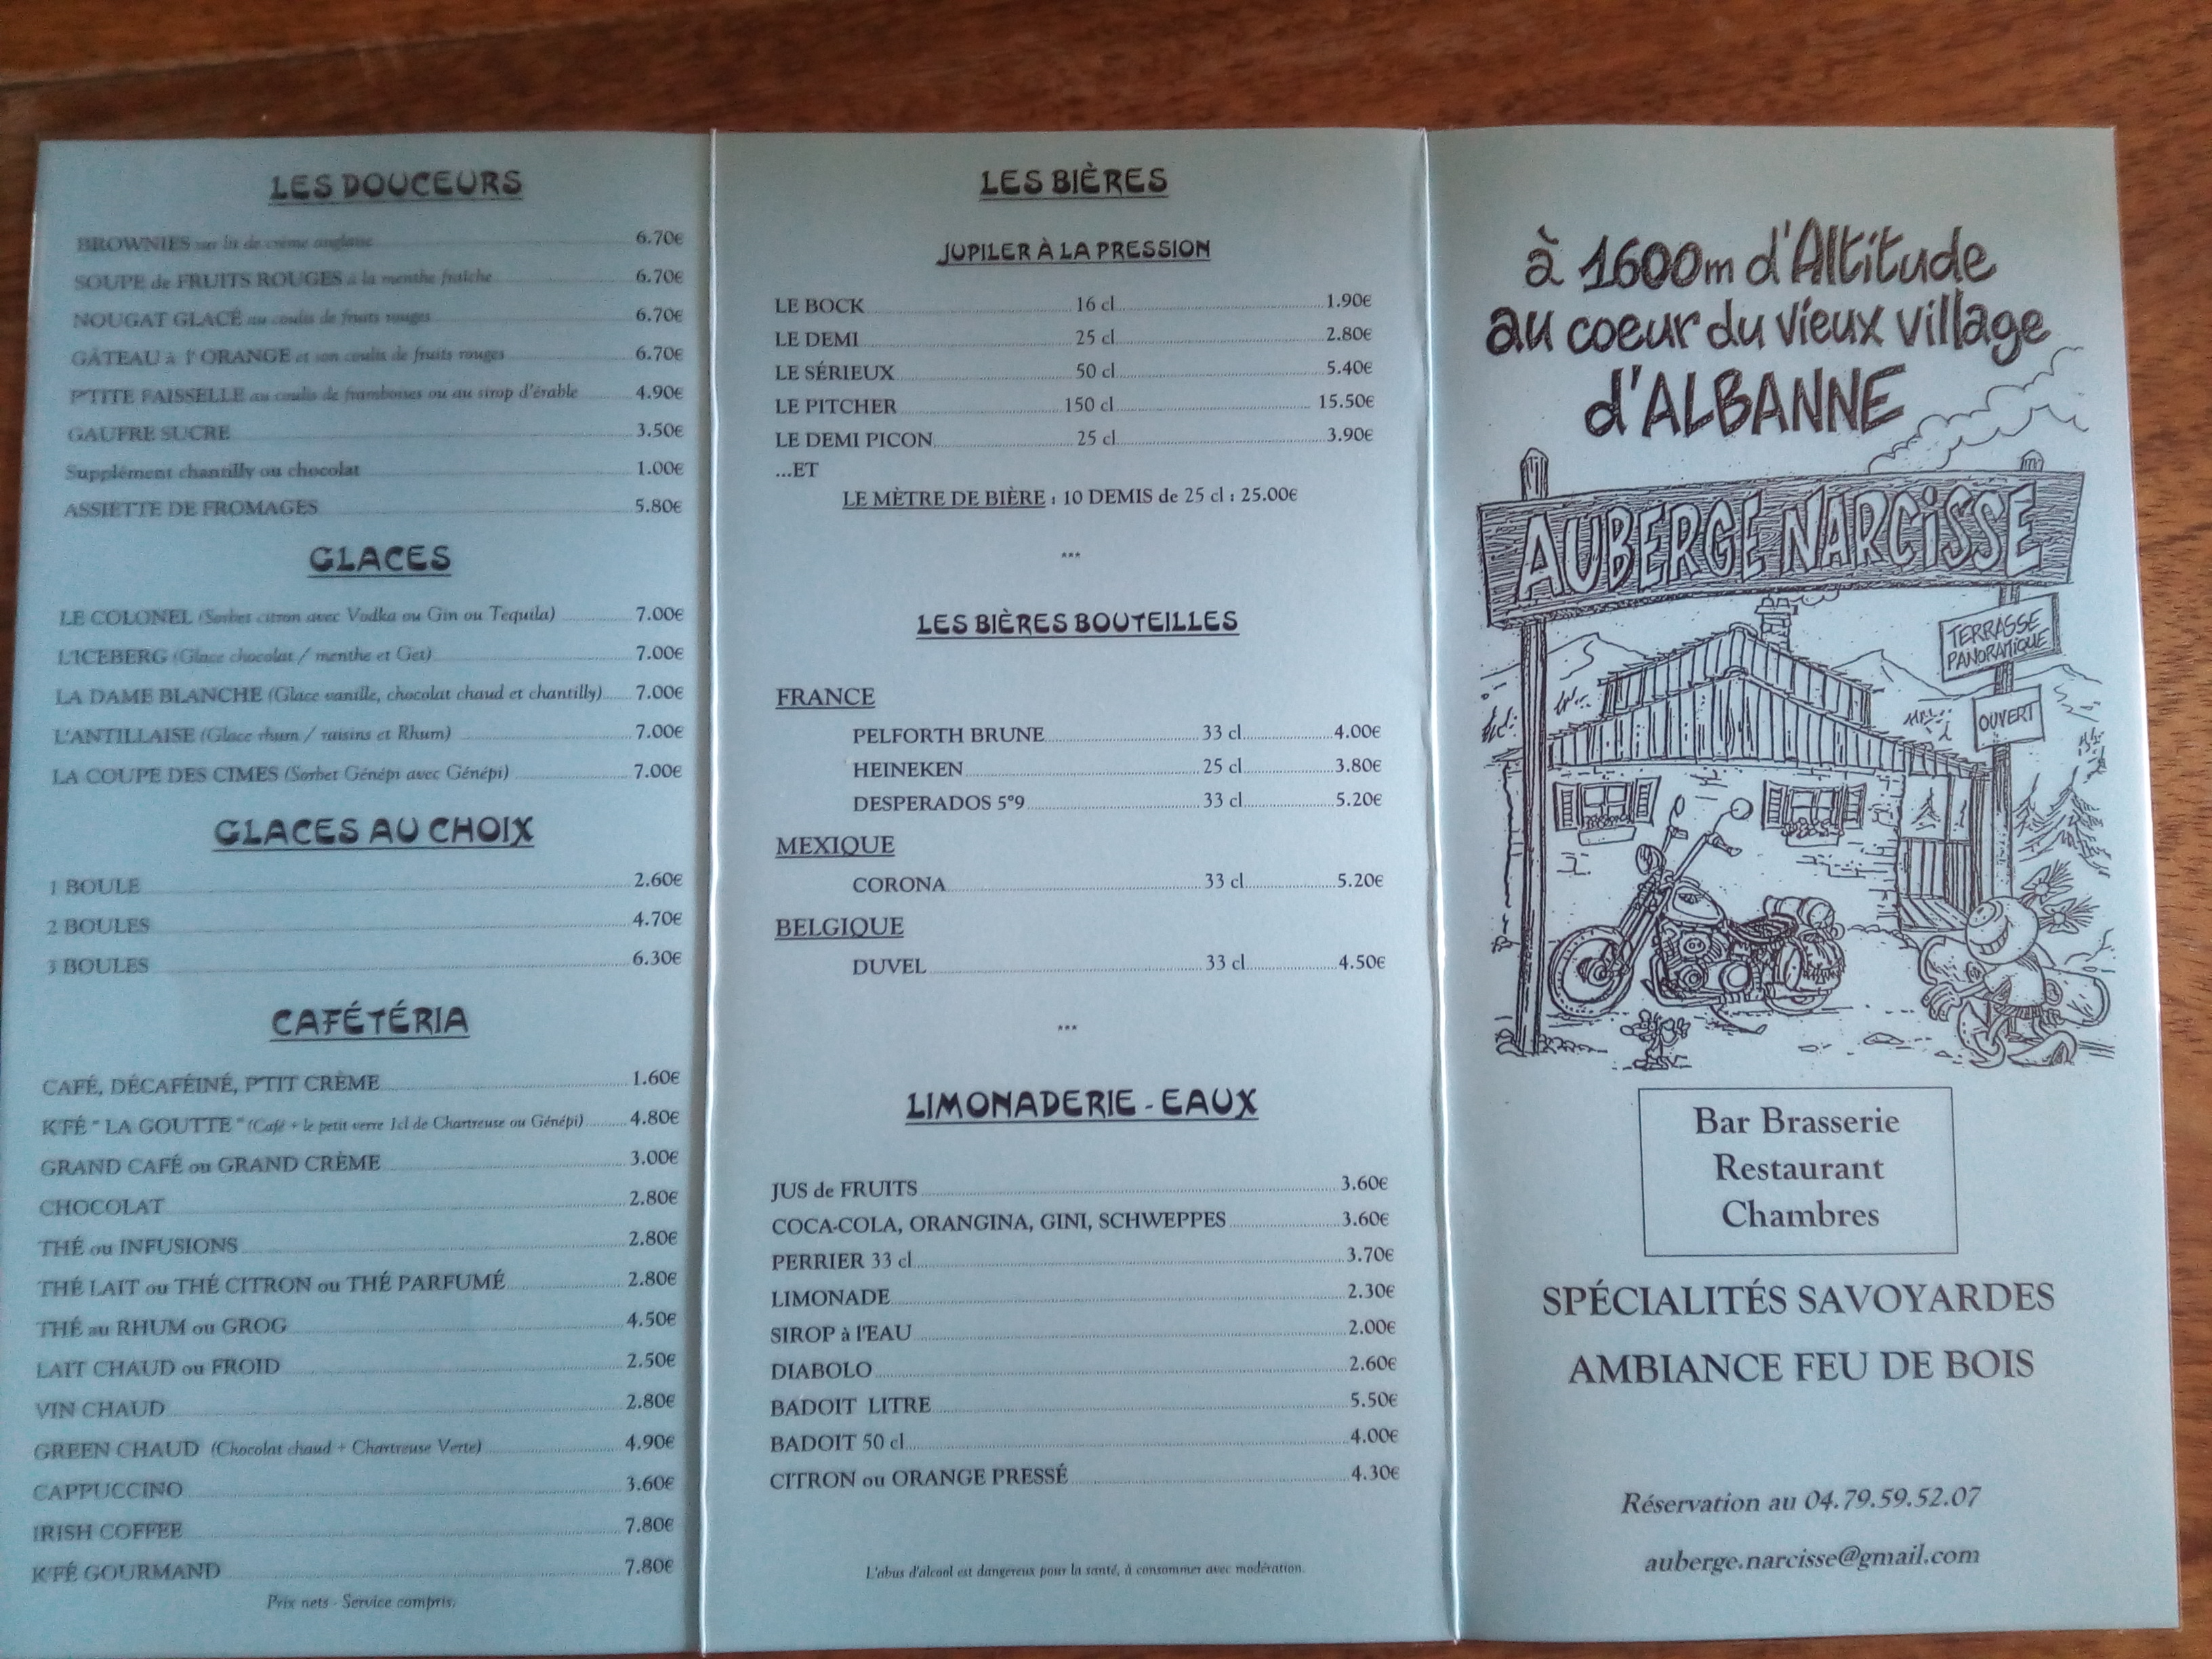 LES DOUCEURS
BROWNIES sur lit de crème anglaise 6.70€
SOUPE de FRUITS ROUGES à la menthe fraîche 6.70€
NOUGAT GLACÉ au coulis de fruits rouges 6.70€
GÂTEAU à l'ORANGE et son coulis de fruits rouges 6.70€
P'TITE FAISSELLE au coulis de framboises ou au sirop d'érable 4.90€
GAUFRE SUCRE 3.50€
Supplément chantilly ou chocolat 1.00€
ASSIETTE DE FROMAGES 5.80€
GLACES
LE COLONEL (Sorbet citron avec Vodka ou Gin ou Tequila) 7.00€
L'ICEBERG (Glace chocolat / menthe et Get) 7.00€
LA DAME BLANCHE (Glace vanille, chocolat chaud et chantilly) 7.00€
L'ANTILLAISE (Glace rhum / raisins et Rhum) 7.00€
LA COUPE DES CIMES (Sorbet Génépi avec Génépi) 7.00€
GLACES AU CHOIX
1 BOULE 2.60€
2 BOULES 4.70€
3 BOULES 6.30€
CAFÉTÉRIA
CAFÉ, DÉCAFÉINÉ, P'TIT CRÈME 1.60€
K'FÉ " LA GOUTTE " (Café + le petit verre 1cl de Chartreuse ou Génépi) 4.80€
GRAND CAFÉ ou GRAND CRÈME 3.00€
CHOCOLAT 2.80€
THÉ ou INFUSIONS 2.80€
THÉ LAIT ou THÉ CITRON ou THÉ PARFUMÉ 2.80€
THÉ au RHUM ou GROG 4.50€
LAIT CHAUD ou FROID 2.50€
VIN CHAUD 2.80€
GREEN CHAUD (Chocolat chaud + Chartreuse Verte) 4.90€
CAPPUCCINO 3.60€
IRISH COFFEE 7.80€
K'FÉ GOURMAND 7.80€
Prix nets - Service compris.
LES BIÈRES
JUPILER À LA PRESSION
LE BOCK 16 cl 1.90€
LE DEMI 25 cl 2.80€
LE SÉRIEUX 50 cl 5.40€
LE PITCHER 150 cl 15.50€
LE DEMI PICON 25 cl 3.90€
...ET
LE MÈTRE DE BIÈRE : 10 DEMIS de 25 cl : 25.00€
***
LES BIÈRES BOUTEILLES
FRANCE
PELFORTH BRUNE 33 cl 4.00€
HEINEKEN 25 cl 3.80€
DESPERADOS 5°9 33 cl 5.20€
MEXIQUE
CORONA 33 cl 5.20€
BELGIQUE
DUVEL 33 cl 4.50€
***
LIMONADERIE - EAUX
JUS de FRUITS 3.60€
COCA-COLA, ORANGINA, GINI, SCHWEPPES 3.60€
PERRIER 33 cl 3.70€
LIMONADE 2.30€
SIROP à l'EAU 2.00€
DIABOLO 2.60€
BADOIT LITRE 5.50€
BADOIT 50 cl 4.00€
CITRON ou ORANGE PRESSÉ 4.30€
L'abus d'alcool est dangereux pour la santé, à consommer avec modération.
à 1600m d'Altitude
au coeur du vieux village
d'ALBANNE
AUBERGE NARCISSE
TERRASSE
PANORAMIQUE
OUVERT
Bar Brasserie
Restaurant
Chambres
SPÉCIALITÉS SAVOYARDES
AMBIANCE FEU DE BOIS
Réservation au 04.79.59.52.07
auberge.narcisse@gmail.com